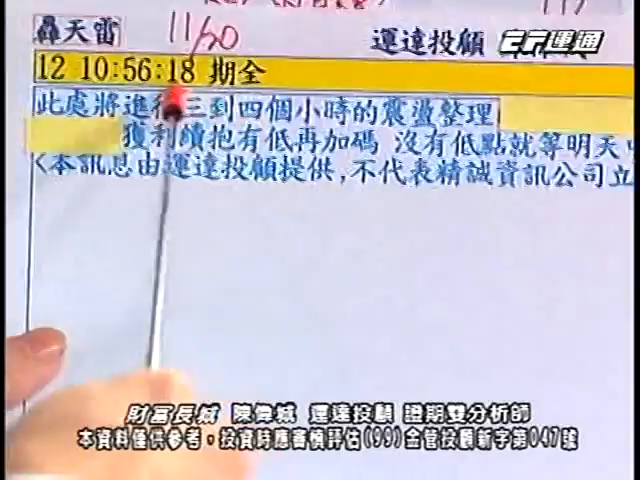 轟天雷 11/20 運達投顧 運通
12 10:56:18 期全
此處將進行三到四個小時的震盪整理
獲利續抱有低再加碼 沒有低點就等明天
〈本訊息由運達投顧提供,不代表精誠資訊公司立
財富長城 陳偉城 運達投顧 證期雙分析師
本資料僅供參考,投資時應審慎評估(99)金管投顧新字第047號